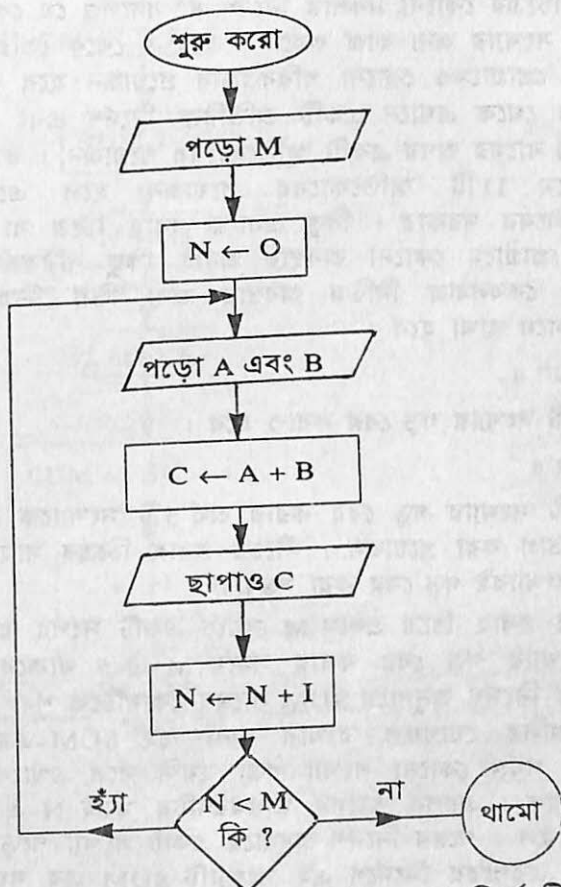 শুরু করো
পড়ো M
N ← O
পড়ো A এবং B
C ← A + B
ছাপাও C
N ← N + I
হ্যাঁ
N < M
কি ?
না
থামো